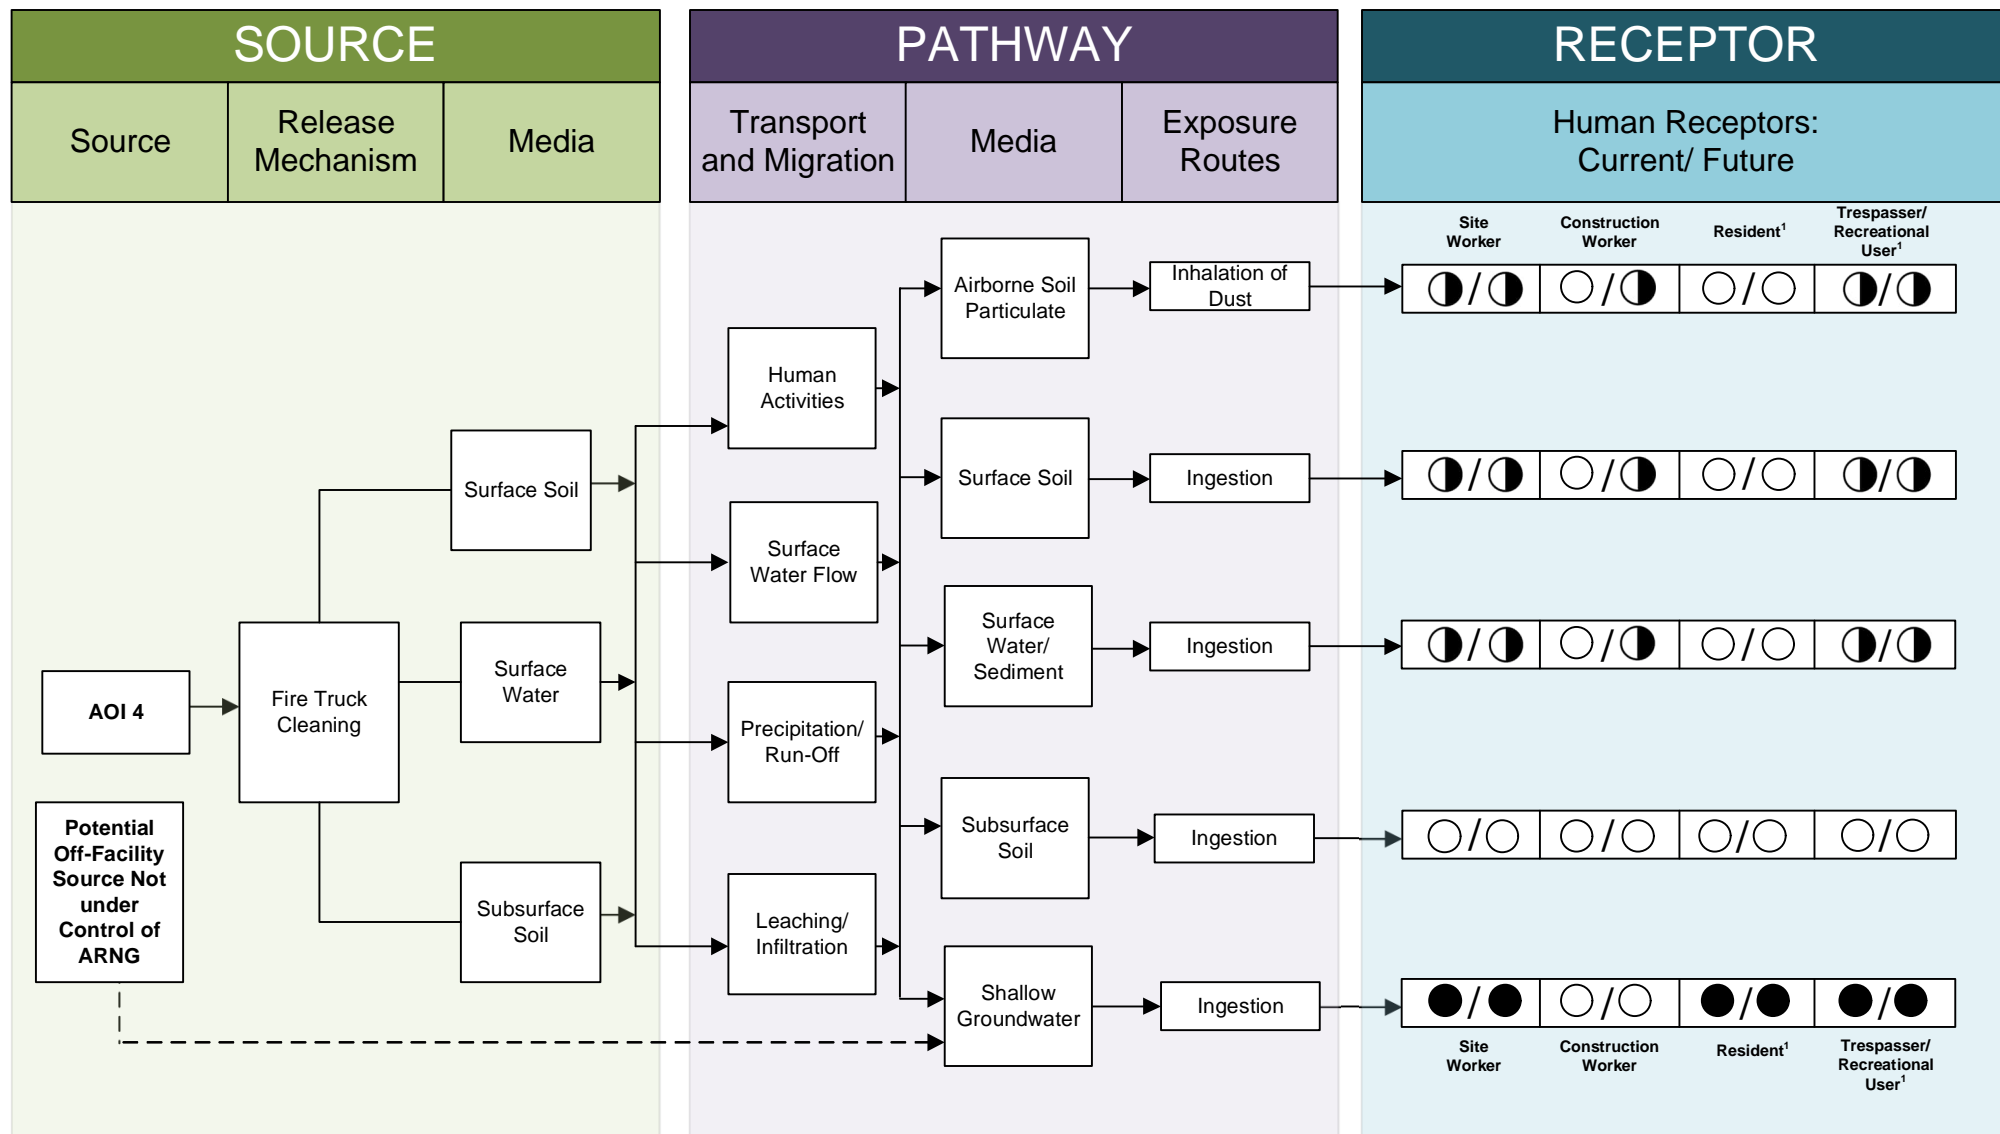 SOURCE
PATHWAY
RECEPTOR
Source
Release
Mechanism
Media
Transport
and Migration
Media
Exposure
Routes
Human Receptors:
Current/ Future
Site
Worker
Construction
Worker
Resident¹
Trespasser/
Recreational
User¹
Airborne Soil
Particulate
Inhalation of
Dust
/
/
/
/
Human
Activities
Surface Soil
Surface Soil
Ingestion
/
/
/
/
Surface
Water Flow
Surface
Water/
Sediment
Ingestion
/
/
/
/
AOI 4
Fire Truck
Cleaning
Surface
Water
Precipitation/
Run-Off
Subsurface
Soil
Ingestion
/
/
/
/
Potential
Off-Facility
Source Not
under
Control of
ARNG
Subsurface
Soil
Leaching/
Infiltration
Shallow
Groundwater
Ingestion
/
/
/
/
Site
Worker
Construction
Worker
Resident¹
Trespasser/
Recreational
User¹